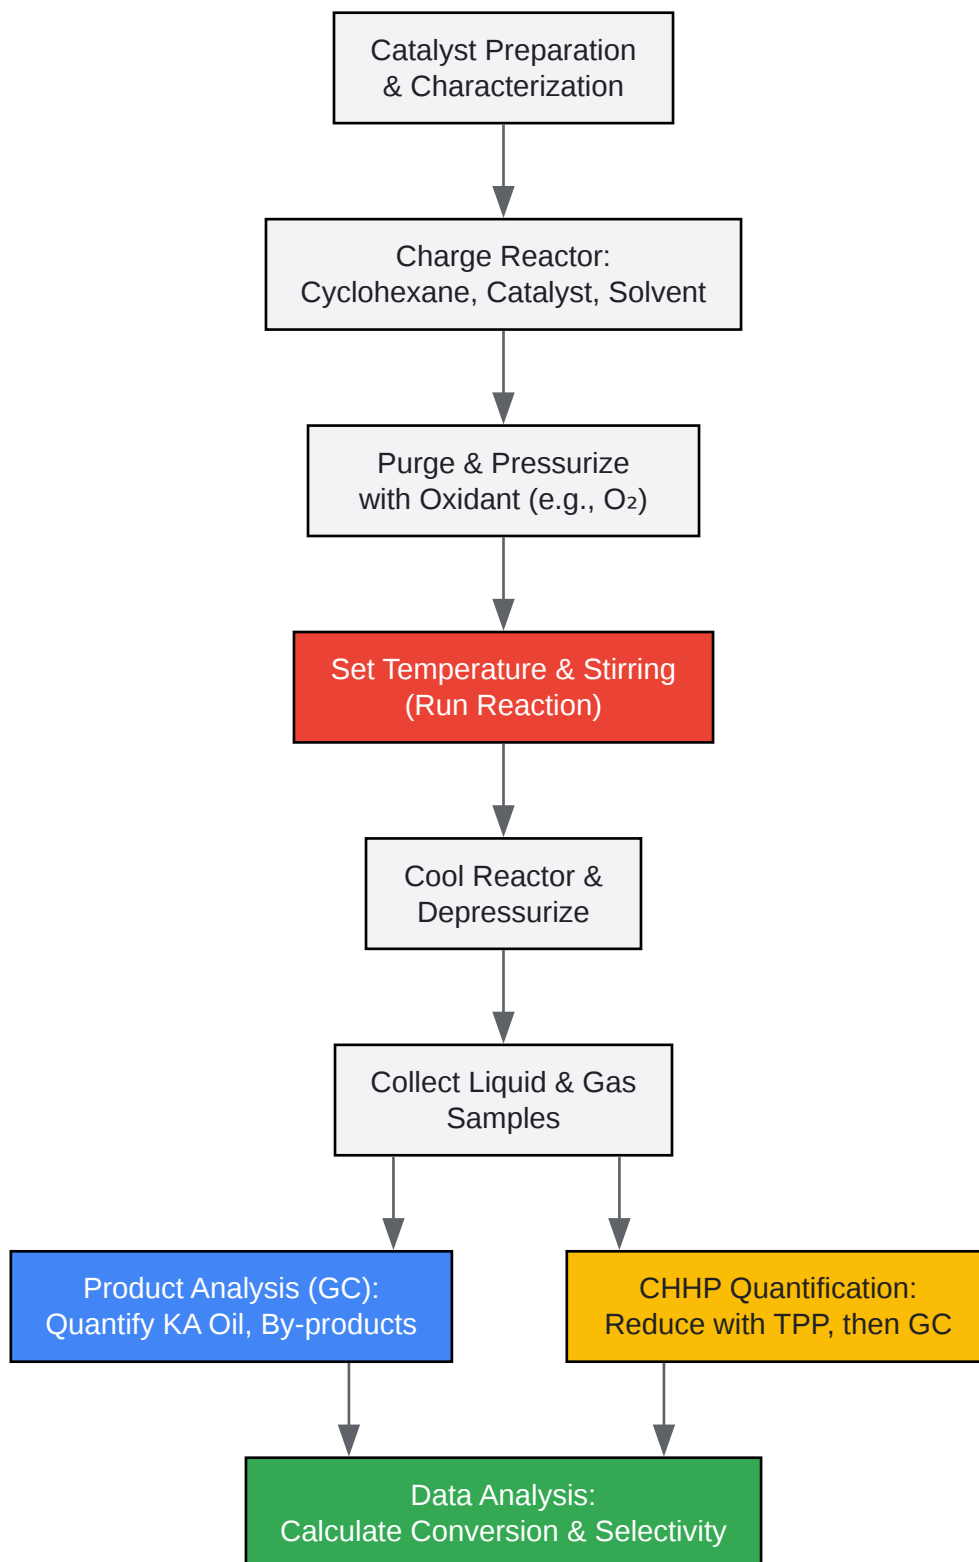 Catalyst Preparation
& Characterization
Charge Reactor:
Cyclohexane, Catalyst, Solvent
Purge & Pressurize
with Oxidant (e.g., O₂)
Set Temperature & Stirring
(Run Reaction)
Cool Reactor &
Depressurize
Collect Liquid & Gas
Samples
Product Analysis (GC):
Quantify KA Oil, By-products
CHHP Quantification:
Reduce with TPP, then GC
Data Analysis:
Calculate Conversion & Selectivity